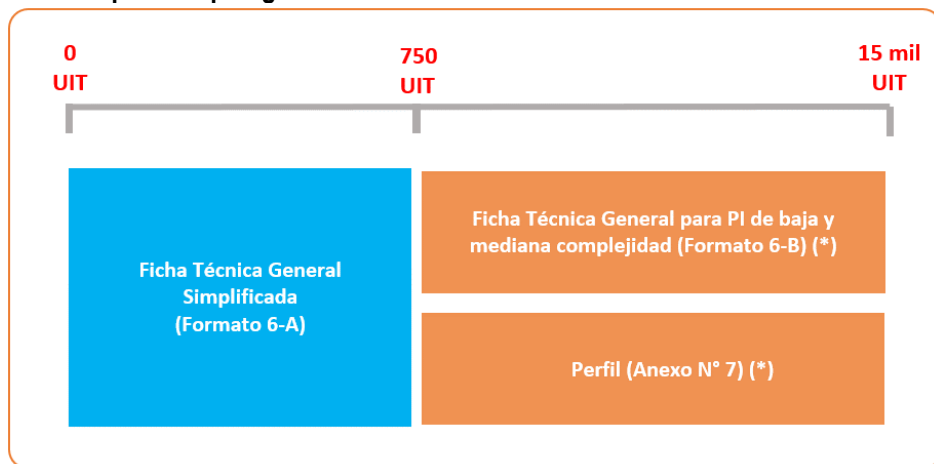 0
UIT
750
UIT
15 mil
UIT
Ficha Técnica General
Simplificada
(Formato 6-A)
Ficha Técnica General para PI de baja y
mediana complejidad (Formato 6-B) (*)
Perfil (Anexo N° 7) (*)